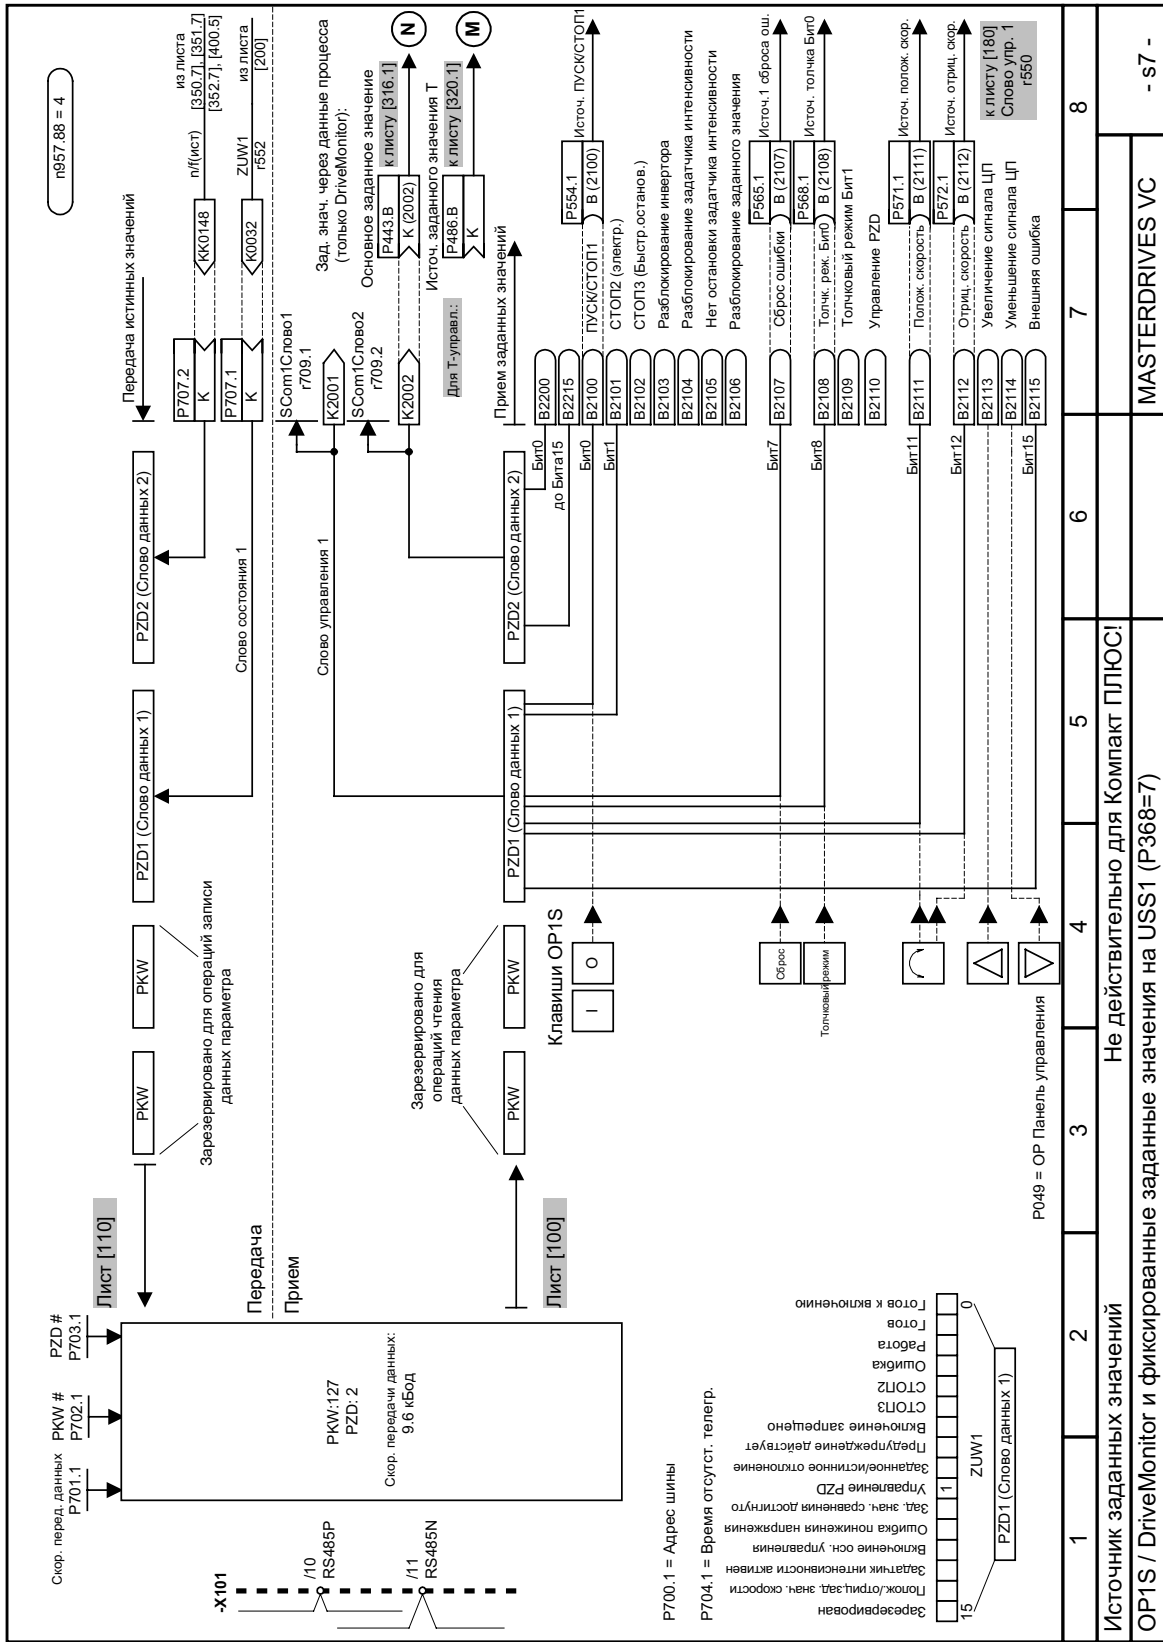 n957.88 = 4
Скор. перед. данных
P701.1
PKW #
P702.1
PZD #
P703.1
Лист [110]
PKW
PKW
PZD1 (Слово данных 1)
PZD2 (Слово данных 2)
Передача истинных значений
Зарезервировано для операций записи
данных параметра
P707.2
K
KK0148
n/f(ист)
из листа
[350.7], [351.7]
[352.7], [400.5]
P707.1
K
K0032
ZUW1
r552
из листа
[200]
Слово состояния 1
Передача
Прием
-X101
/10
RS485P
/11
RS485N
PKW:127
PZD: 2
Скор. передачи данных:
9.6 кБод
Слово управления 1
SCom1Слово1
r709.1
K2001
SCom1Слово2
r709.2
K2002
Зад. знач. через данные процесса
(только DriveMonitor):
Основное заданное значение
P443.B
K (2002)
к листу [316.1]
N
Источ. заданного значения T
Для Т-управл.:
P486.B
K
к листу [320.1]
M
Зарезервировано для
операций чтения
данных параметра
Лист [100]
PKW
PKW
PZD1 (Слово данных 1)
PZD2 (Слово данных 2)
Прием заданных значений
Клавиши OP1S
I
O
Бит0
B2200
до Бита15
B2215
Бит0
B2100
ПУСК/СТОП1
P554.1
B (2100)
Источ. ПУСК/СТОП1
Бит1
B2101
СТОП2 (электр.)
B2102
СТОП3 (Быстр.останов.)
B2103
Разблокирование инвертора
B2104
Разблокирование задатчика интенсивности
B2105
Нет остановки задатчика интенсивности
B2106
Разблокирование заданного значения
Сброс
Бит7
B2107
Сброс ошибки
P565.1
B (2107)
Источ.1 сброса ош.
Толчковый режим
Бит8
B2108
Толчк. реж. Бит0
P568.1
B (2108)
Источ. толчка Бит0
B2109
Толчковый режим Бит1
B2110
Управление PZD
Бит11
B2111
Полож. скорость
P571.1
B (2111)
Источ. полож. скор.
Бит12
B2112
Отриц. скорость
P572.1
B (2112)
Источ. отриц. скор.
B2113
Увеличение сигнала ЦП
B2114
Уменьшение сигнала ЦП
Бит15
B2115
Внешняя ошибка
к листу [180]
Слово упр. 1
r550
P049 = OP Панель управления
P700.1 = Адрес шины
P704.1 = Время отсутст. телегр.
Зарезервирован
Полож./отриц.зад. знач. скорости
Задатчик интенсивности активен
Включение осн. управления
Ошибка понижения напряжения
Зад. знач. сравнения достигнуто
Управление PZD
Заданное/истинное отклонение
Предупреждение действует
Включение запрещено
СТОП3
СТОП2
Ошибка
Работа
Готов
Готов к включению
1
15
0
ZUW1
PZD1 (Слово данных 1)
1
2
3
4
5
6
7
8
Источник заданных значений
Не действительно для Компакт ПЛЮС!
MASTERDRIVES VC
- s7 -
OP1S / DriveMonitor и фиксированные заданные значения на USS1 (P368=7)